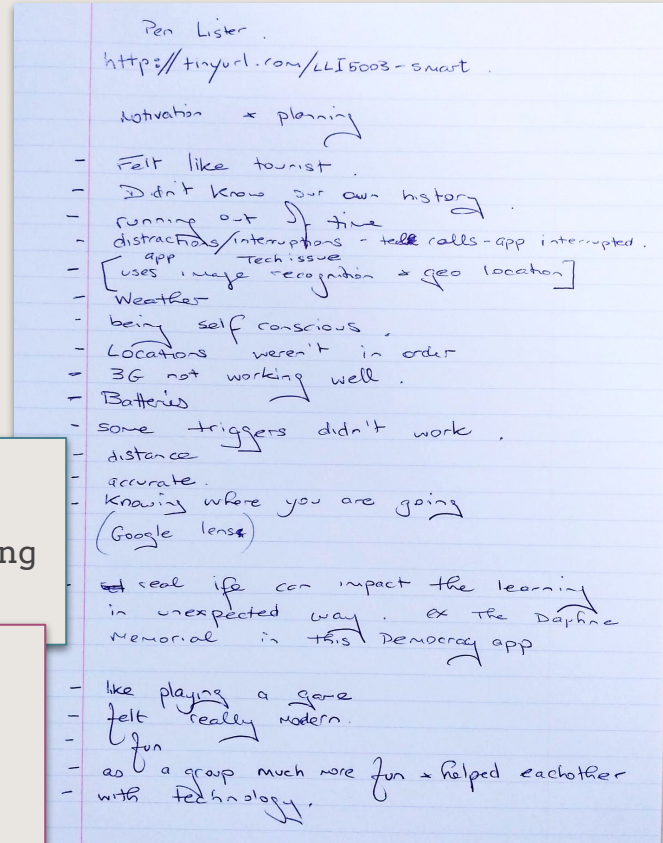 Pen Lister.
http://tinyurl.com/LLI5003-smart.
Motivation & planning
- Felt like tourist.
- Didn't know our own history.
- running out of time
- distractions/interruptions - calls - app interrupted.
app Tech issue
- [uses image recognition & geo location]
- Weather
- being self conscious.
- Locations weren't in order
- 3G not working well.
- Batteries
- some triggers didn't work.
- distance
- accurate.
- Knowing where you are going
(Google lens)
ng
- real ife can impact the learning
in unexpected way. ex The Daphne
Memorial in this Democracy app
- like playing a game
- felt really modern.
- fun
- as a group much more fun & helped eachother
- with technology.